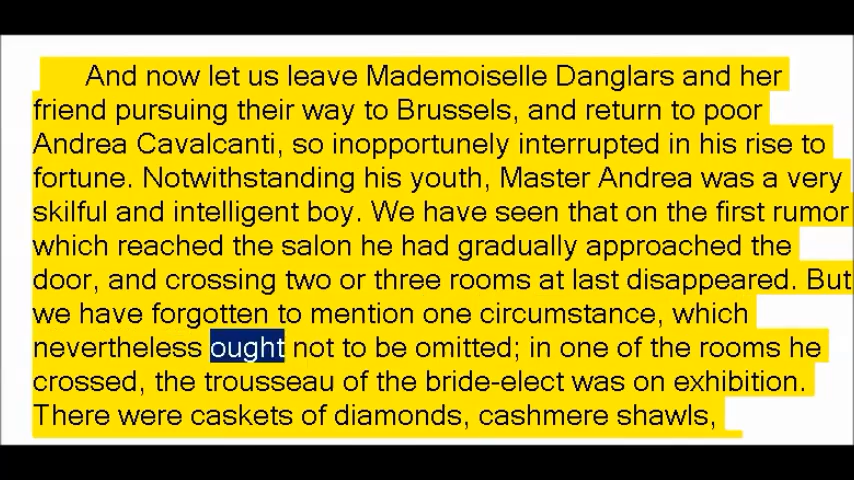 And now let us leave Mademoiselle Danglars and her
friend pursuing their way to Brussels, and return to poor
Andrea Cavalcanti, so inopportunely interrupted in his rise to
fortune. Notwithstanding his youth, Master Andrea was a very
skilful and intelligent boy. We have seen that on the first rumor
which reached the salon he had gradually approached the
door, and crossing two or three rooms at last disappeared. But
we have forgotten to mention one circumstance, which
nevertheless ought not to be omitted; in one of the rooms he
crossed, the trousseau of the bride-elect was on exhibition.
There were caskets of diamonds, cashmere shawls,